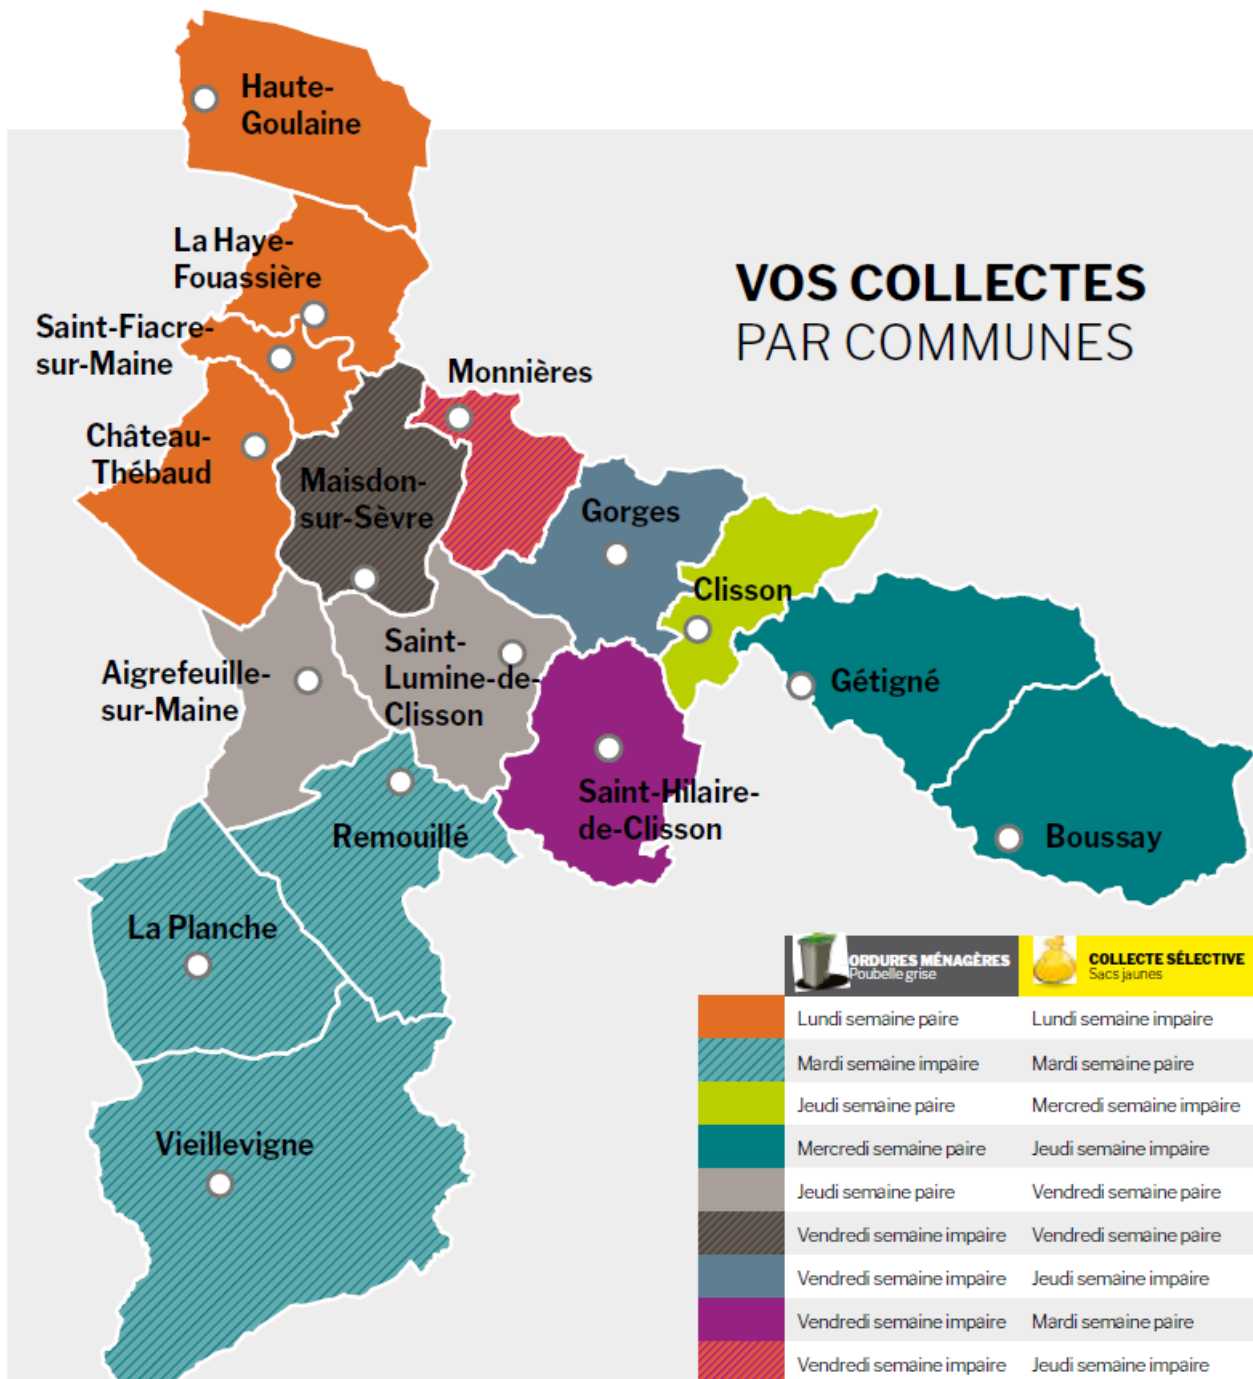 Haute-
Goulaine
La Haye-
Fouassière
Saint-Fiacre-
sur-Maine
Château-
Thébaud
Monnières
Maisdon-
sur-Sèvre
VOS COLLECTES
PAR COMMUNES
Gorges
Clisson
Aigrefeuille-
sur-Maine
Saint-
Lumine-de-
Clisson
Gétigné
Saint-Hilaire-
de-Clisson
Remouillé
Boussay
La Planche
Vieillevigne
ORDURES MÉNAGÈRES
Poubelle grise
COLLECTE SÉLECTIVE
Sacs jaunes
Lundi semaine paire Lundi semaine impaire
Mardi semaine impaire Mardi semaine paire
Jeudi semaine paire Mercredi semaine impaire
Mercredi semaine paire Jeudi semaine impaire
Jeudi semaine paire Vendredi semaine paire
Vendredi semaine impaire Vendredi semaine paire
Vendredi semaine impaire Jeudi semaine impaire
Vendredi semaine impaire Mardi semaine paire
Vendredi semaine impaire Jeudi semaine impaire